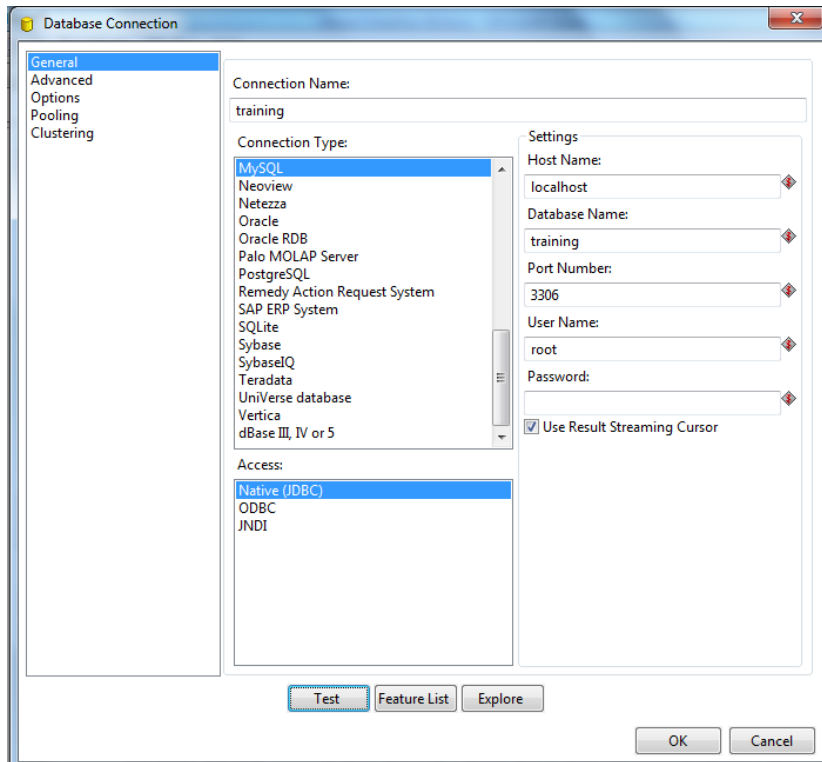 Database Connection
General
Advanced
Options
Pooling
Clustering
Connection Name:
training
Connection Type:
MySQL
Neoview
Netezza
Oracle
Oracle RDB
Palo MOLAP Server
PostgreSQL
Remedy Action Request System
SAP ERP System
SQLite
Sybase
SybaseIQ
Teradata
UniVerse database
Vertica
dBase III, IV or 5
Access:
Native (JDBC)
ODBC
JNDI
Settings
Host Name:
localhost
Database Name:
training
Port Number:
3306
User Name:
root
Password:
Use Result Streaming Cursor
Test
Feature List
Explore
OK
Cancel